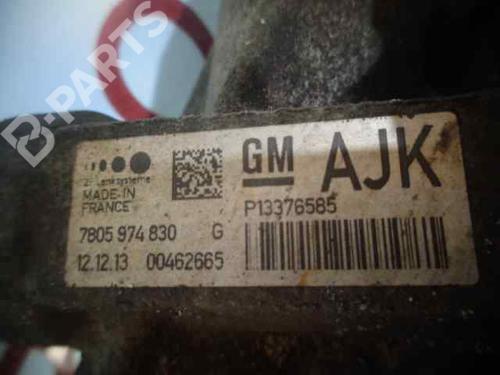 B-PARTS
ZF Lenksysteme
MADE-IN
FRANCE
7805 974 830 G
12.12.13 00462665
GM AJK
P13376585